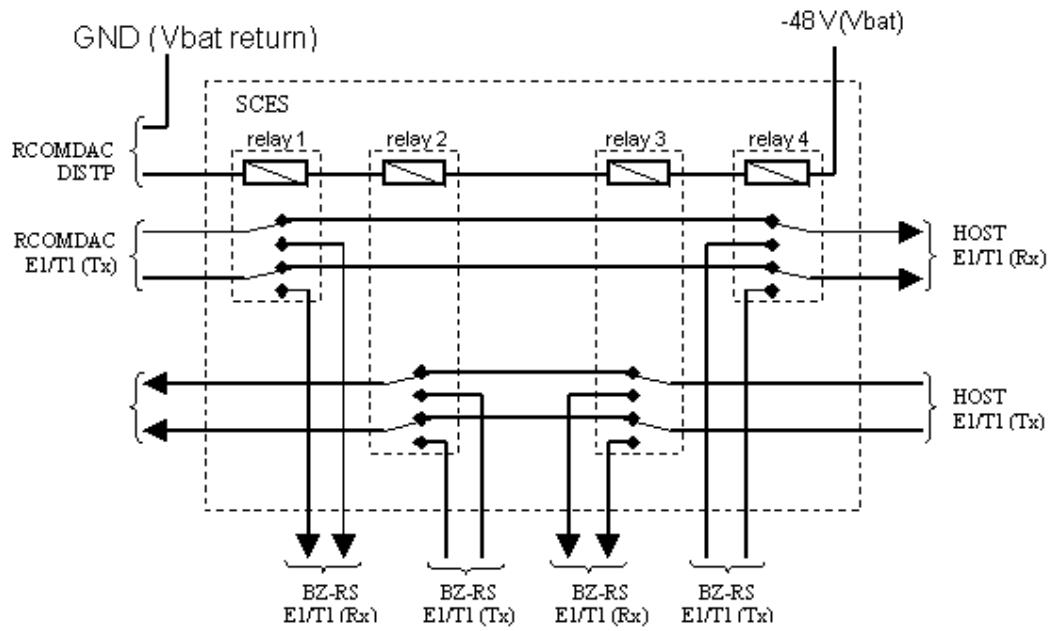 GND (Vbat return)
-48 V(Vbat)
SCES
relay 1
relay 2
relay 3
relay 4
RCOMDAC
DISTP
RCOMDAC
E1/T1 (Tx)
HOST
E1/T1 (Rx)
HOST
E1/T1 (Tx)
BZ-RS
E1/T1 (Rx)
BZ-RS
E1/T1 (Tx)
BZ-RS
E1/T1 (Rx)
BZ-RS
E1/T1 (Tx)